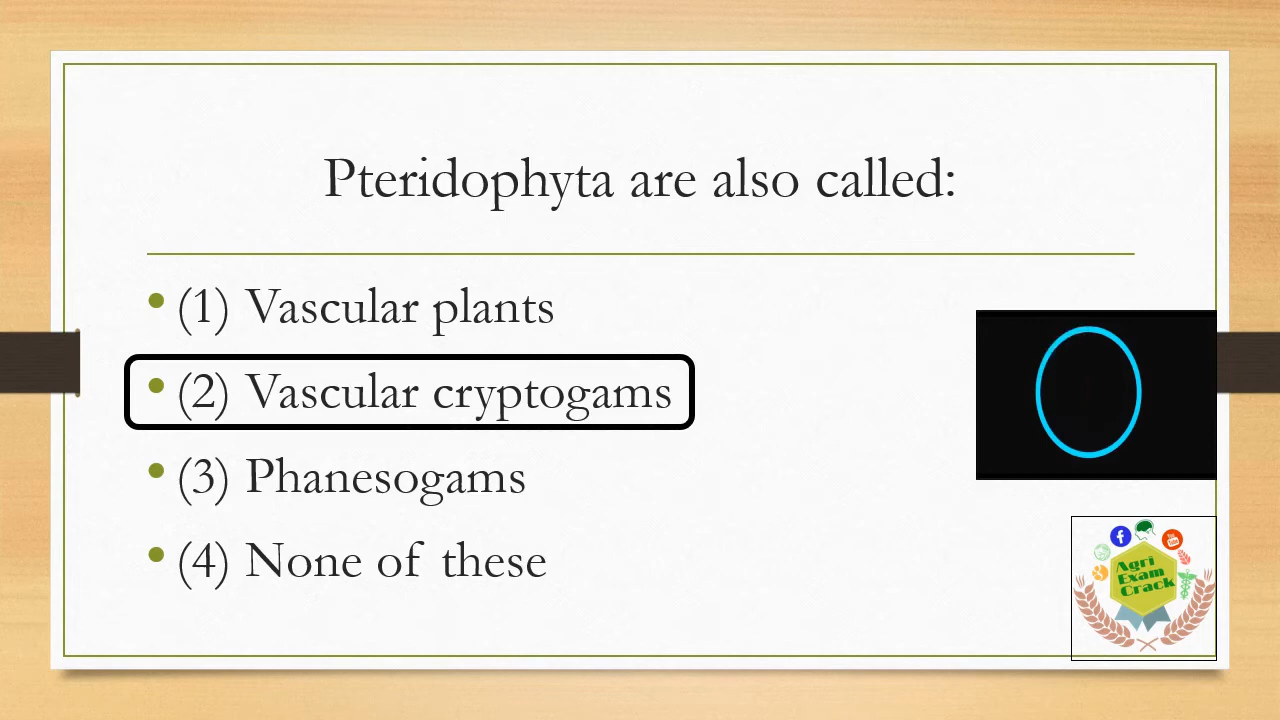 Pteridophyta are also called:
• (1) Vascular plants
• (2) Vascular cryptogams
• (3) Phanesogams
• (4) None of these
Agri
Exam
Crack